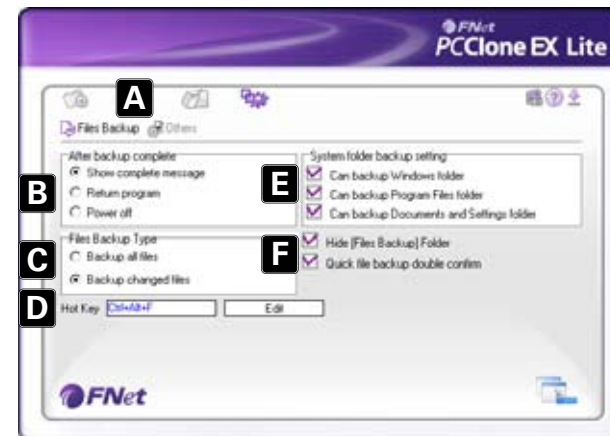 FNet
PCClone EX Lite
A
Files Backup Others
After backup complete
Show complete message
Return program
Power off
B
System folder backup setting
Can backup Windows folder
Can backup Program Files folder
Can backup Documents and Settings folder
E
Files Backup Type
Backup all files
Backup changed files
C
Hide [Files Backup] Folder
Quick file backup double confirm
F
D
Hot Key Ctrl+Alt+F Edit
FNet